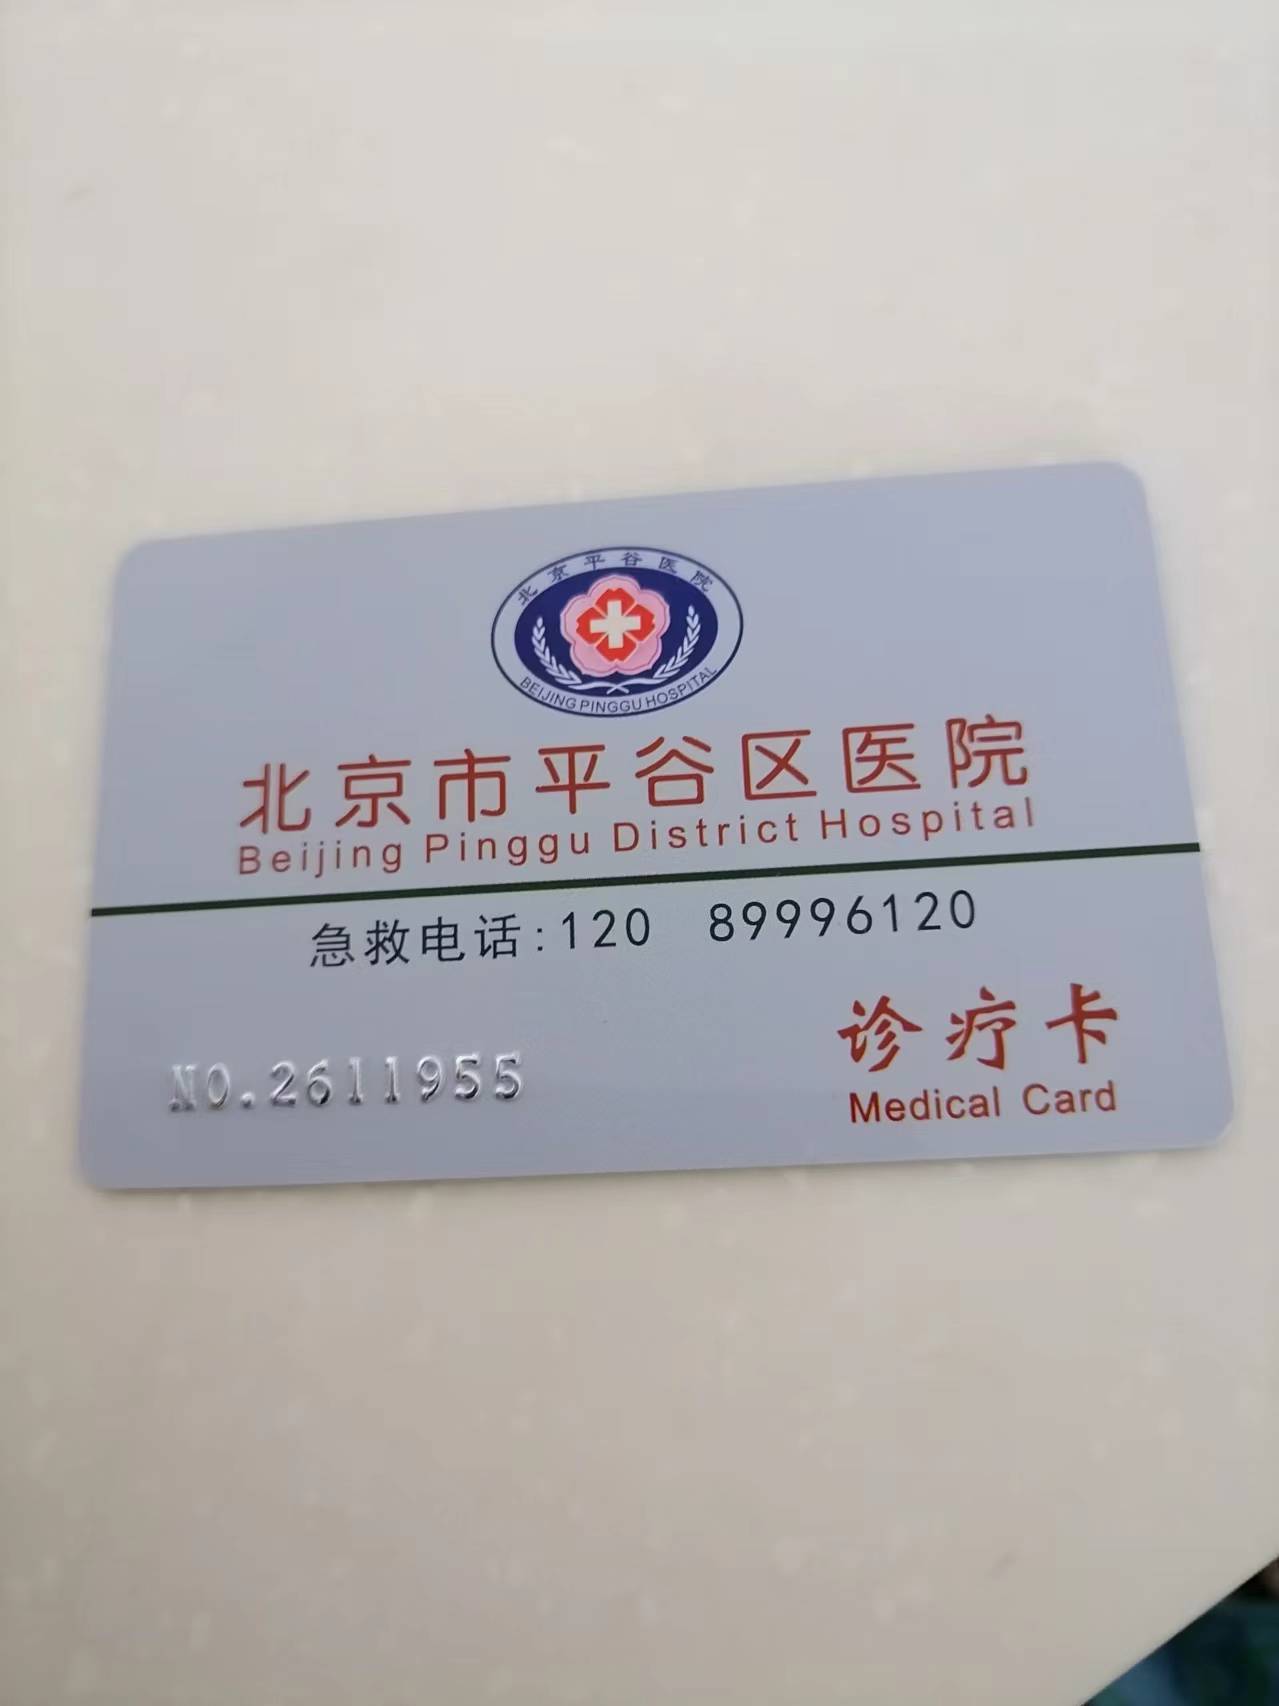 北京平谷医院
BEIJING PINGGU HOSPITAL
北京市平谷区医院
Beijing Pinggu District Hospital
急救电话:120 89996120
诊疗卡
NO.2611955
Medical Card